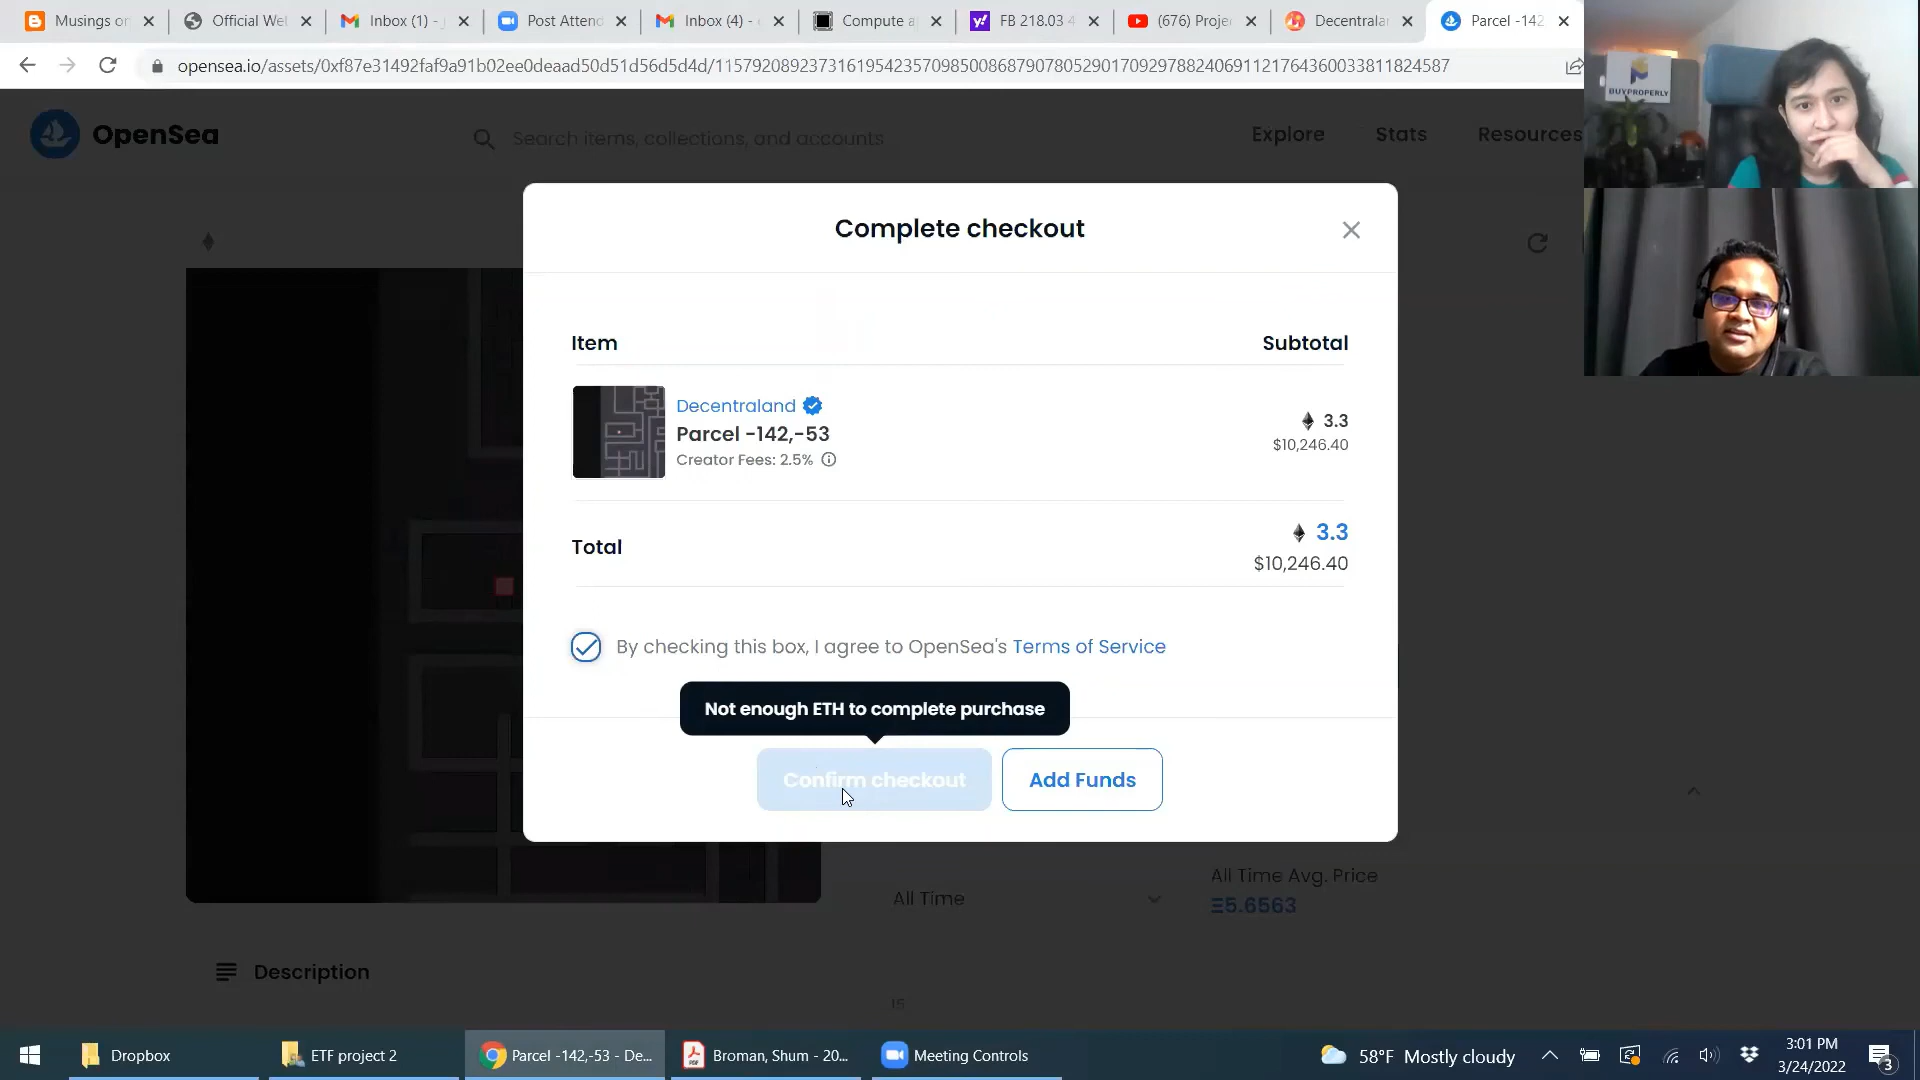 Musings on
Official Wel
Inbox (1) -
Post Attend
Inbox (4) -
Compute a
FB 218.03
(676) Proje
Decentralan
Parcel -142
opensea.io/assets/0xf87e31492faf9a91b02ee0deaad50d51d56d5d4d/115792089237316195423570985008687907805290170929788240691121764360033811824587
BUYPROPERLY
OpenSea
Search items, collections, and accounts
Explore
Stats
Resources
Complete checkout
Item
Subtotal
Decentraland
Parcel -142,-53
Creator Fees: 2.5%
3.3
$10,246.40
Total
3.3
$10,246.40
By checking this box, I agree to OpenSea's Terms of Service
Not enough ETH to complete purchase
Confirm checkout
Add Funds
All Time
All Time Avg. Price
Ξ5.6563
Description
15
Dropbox
ETF project 2
Parcel -142,-53 - De...
Broman, Shum - 20...
Meeting Controls
58°F Mostly cloudy
3:01 PM
3/24/2022
3